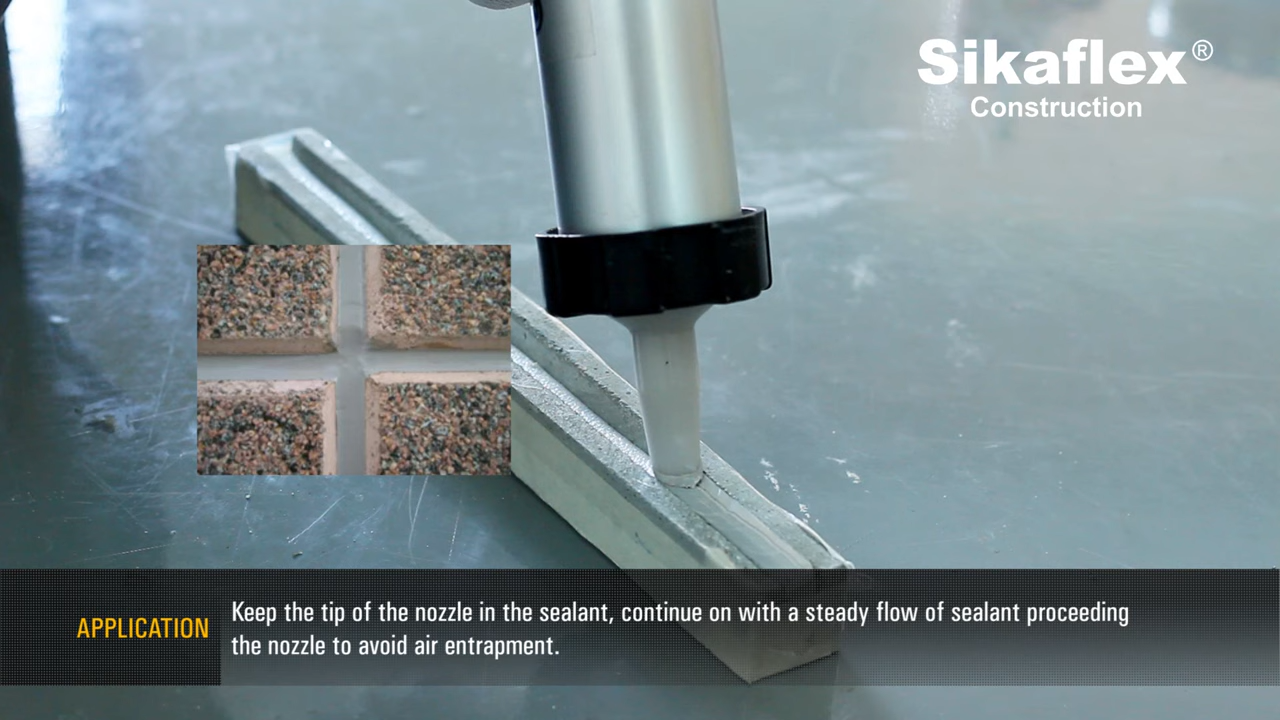 Sikaflex®
Construction
APPLICATION
Keep the tip of the nozzle in the sealant, continue on with a steady flow of sealant proceeding
the nozzle to avoid air entrapment.